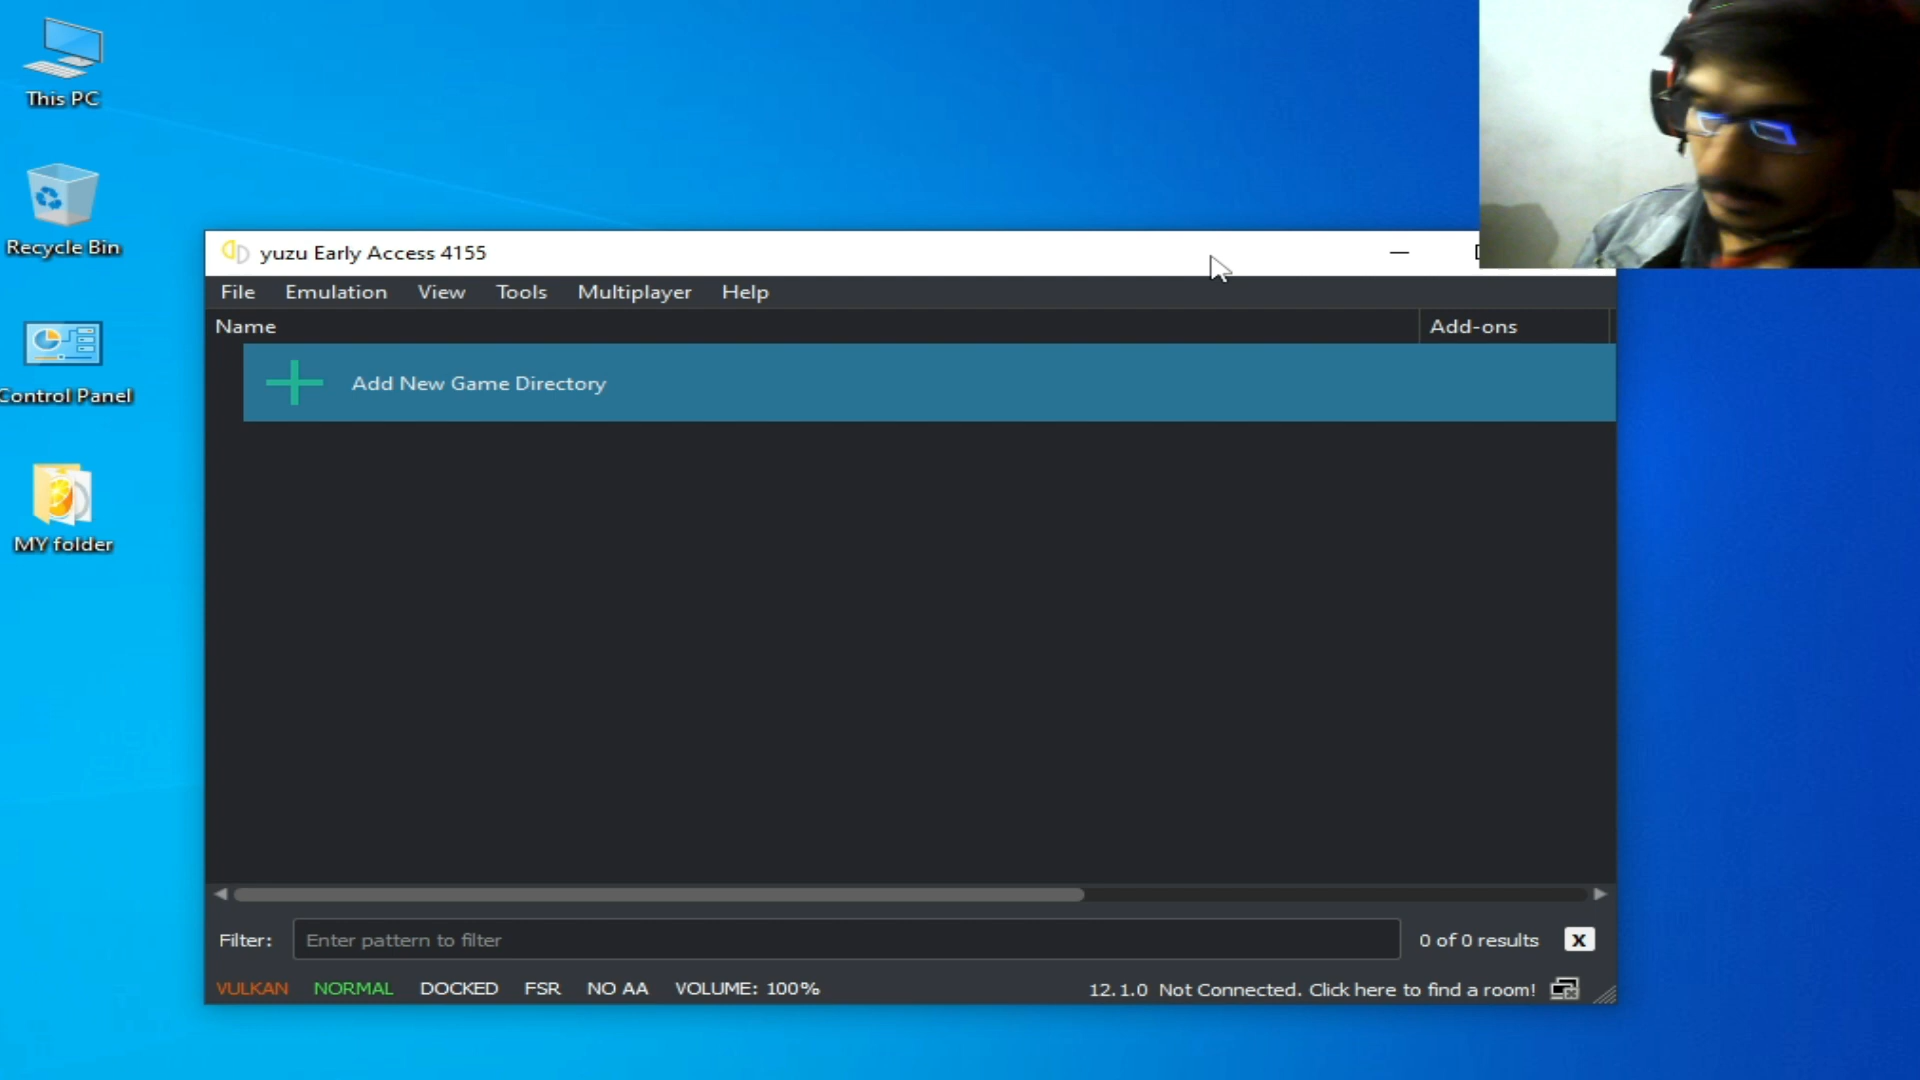 This PC
Recycle Bin
Control Panel
MY folder
yuzu Early Access 4155
File Emulation View Tools Multiplayer Help
Name Add-ons
Add New Game Directory
Filter: Enter pattern to filter 0 of 0 results X
VULKAN NORMAL DOCKED FSR NO AA VOLUME: 100% 12.1.0 Not Connected. Click here to find a room!